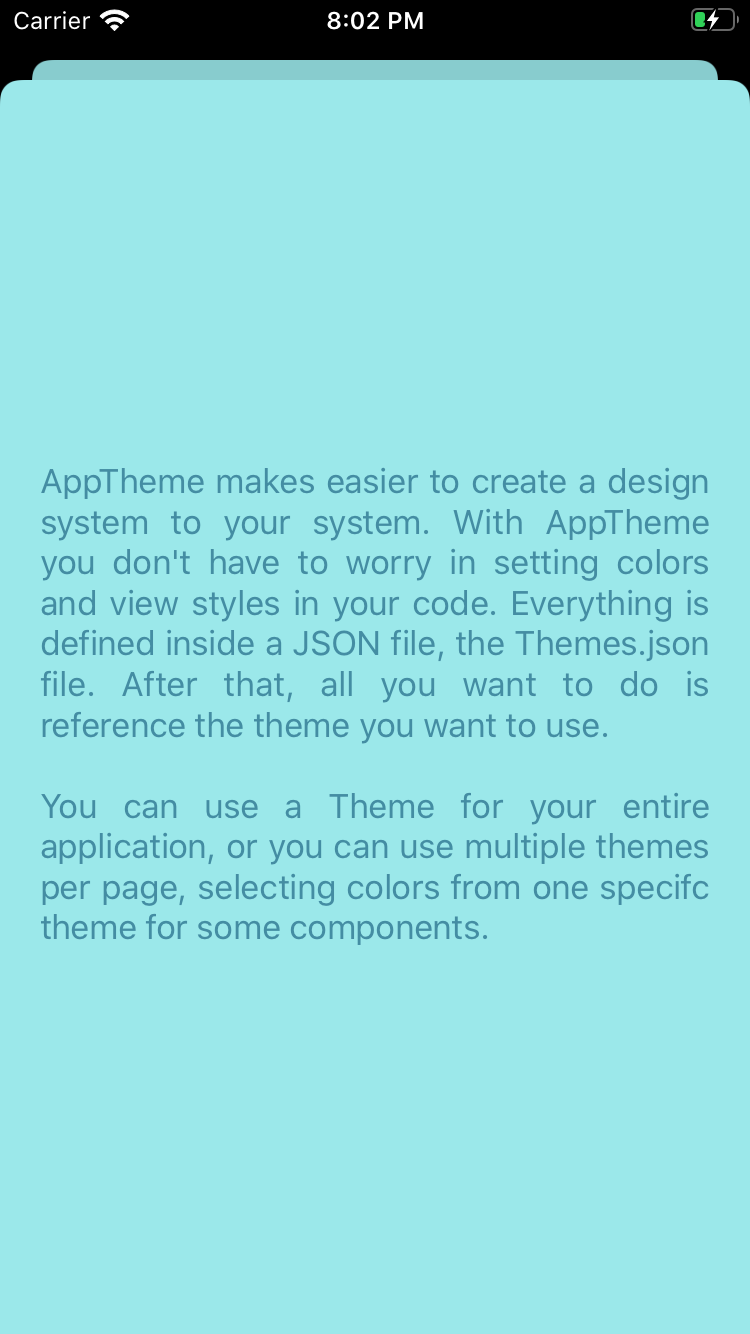 Carrier
8:02 PM
AppTheme makes easier to create a design
system to your system. With AppTheme
you don't have to worry in setting colors
and view styles in your code. Everything is
defined inside a JSON file, the Themes.json
file. After that, all you want to do is
reference the theme you want to use.
You can use a Theme for your entire
application, or you can use multiple themes
per page, selecting colors from one specifc
theme for some components.